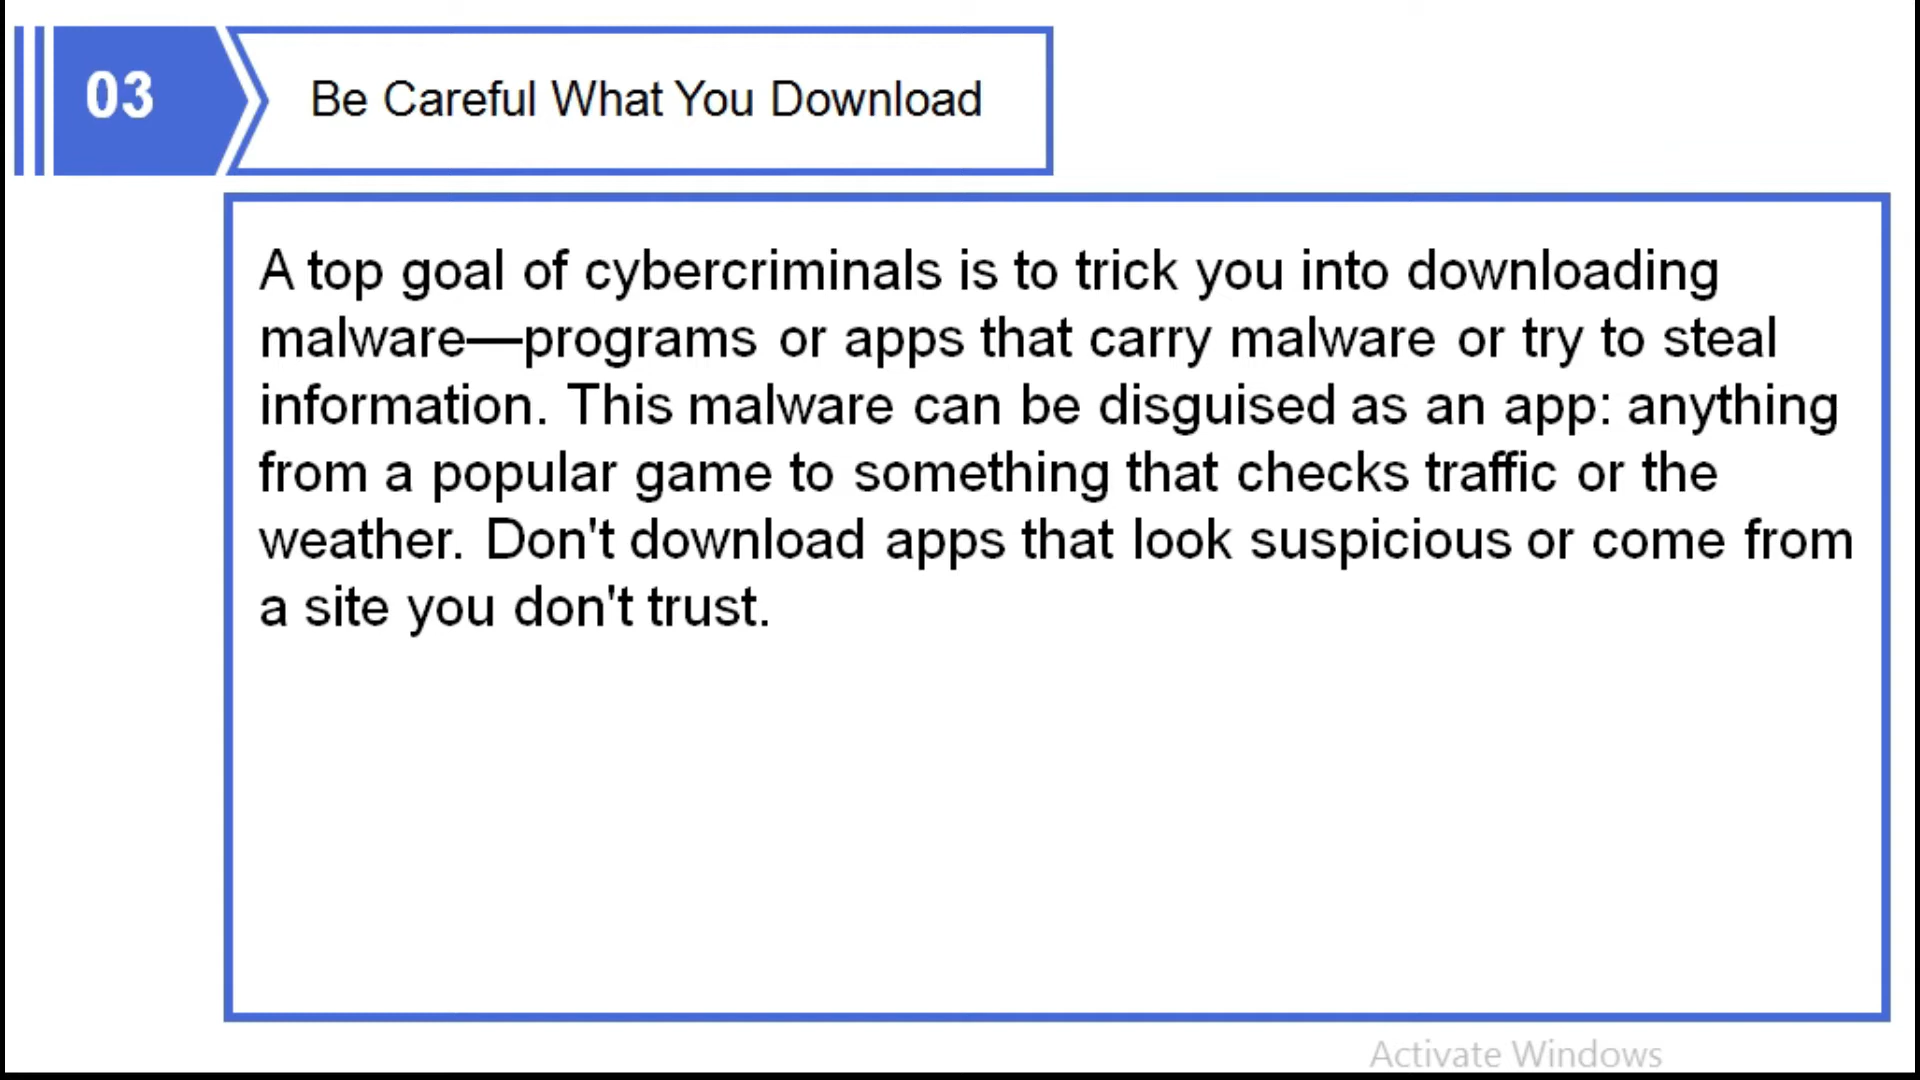 03
Be Careful What You Download
A top goal of cybercriminals is to trick you into downloading
malware—programs or apps that carry malware or try to steal
information. This malware can be disguised as an app: anything
from a popular game to something that checks traffic or the
weather. Don't download apps that look suspicious or come from
a site you don't trust.
Activate Windows